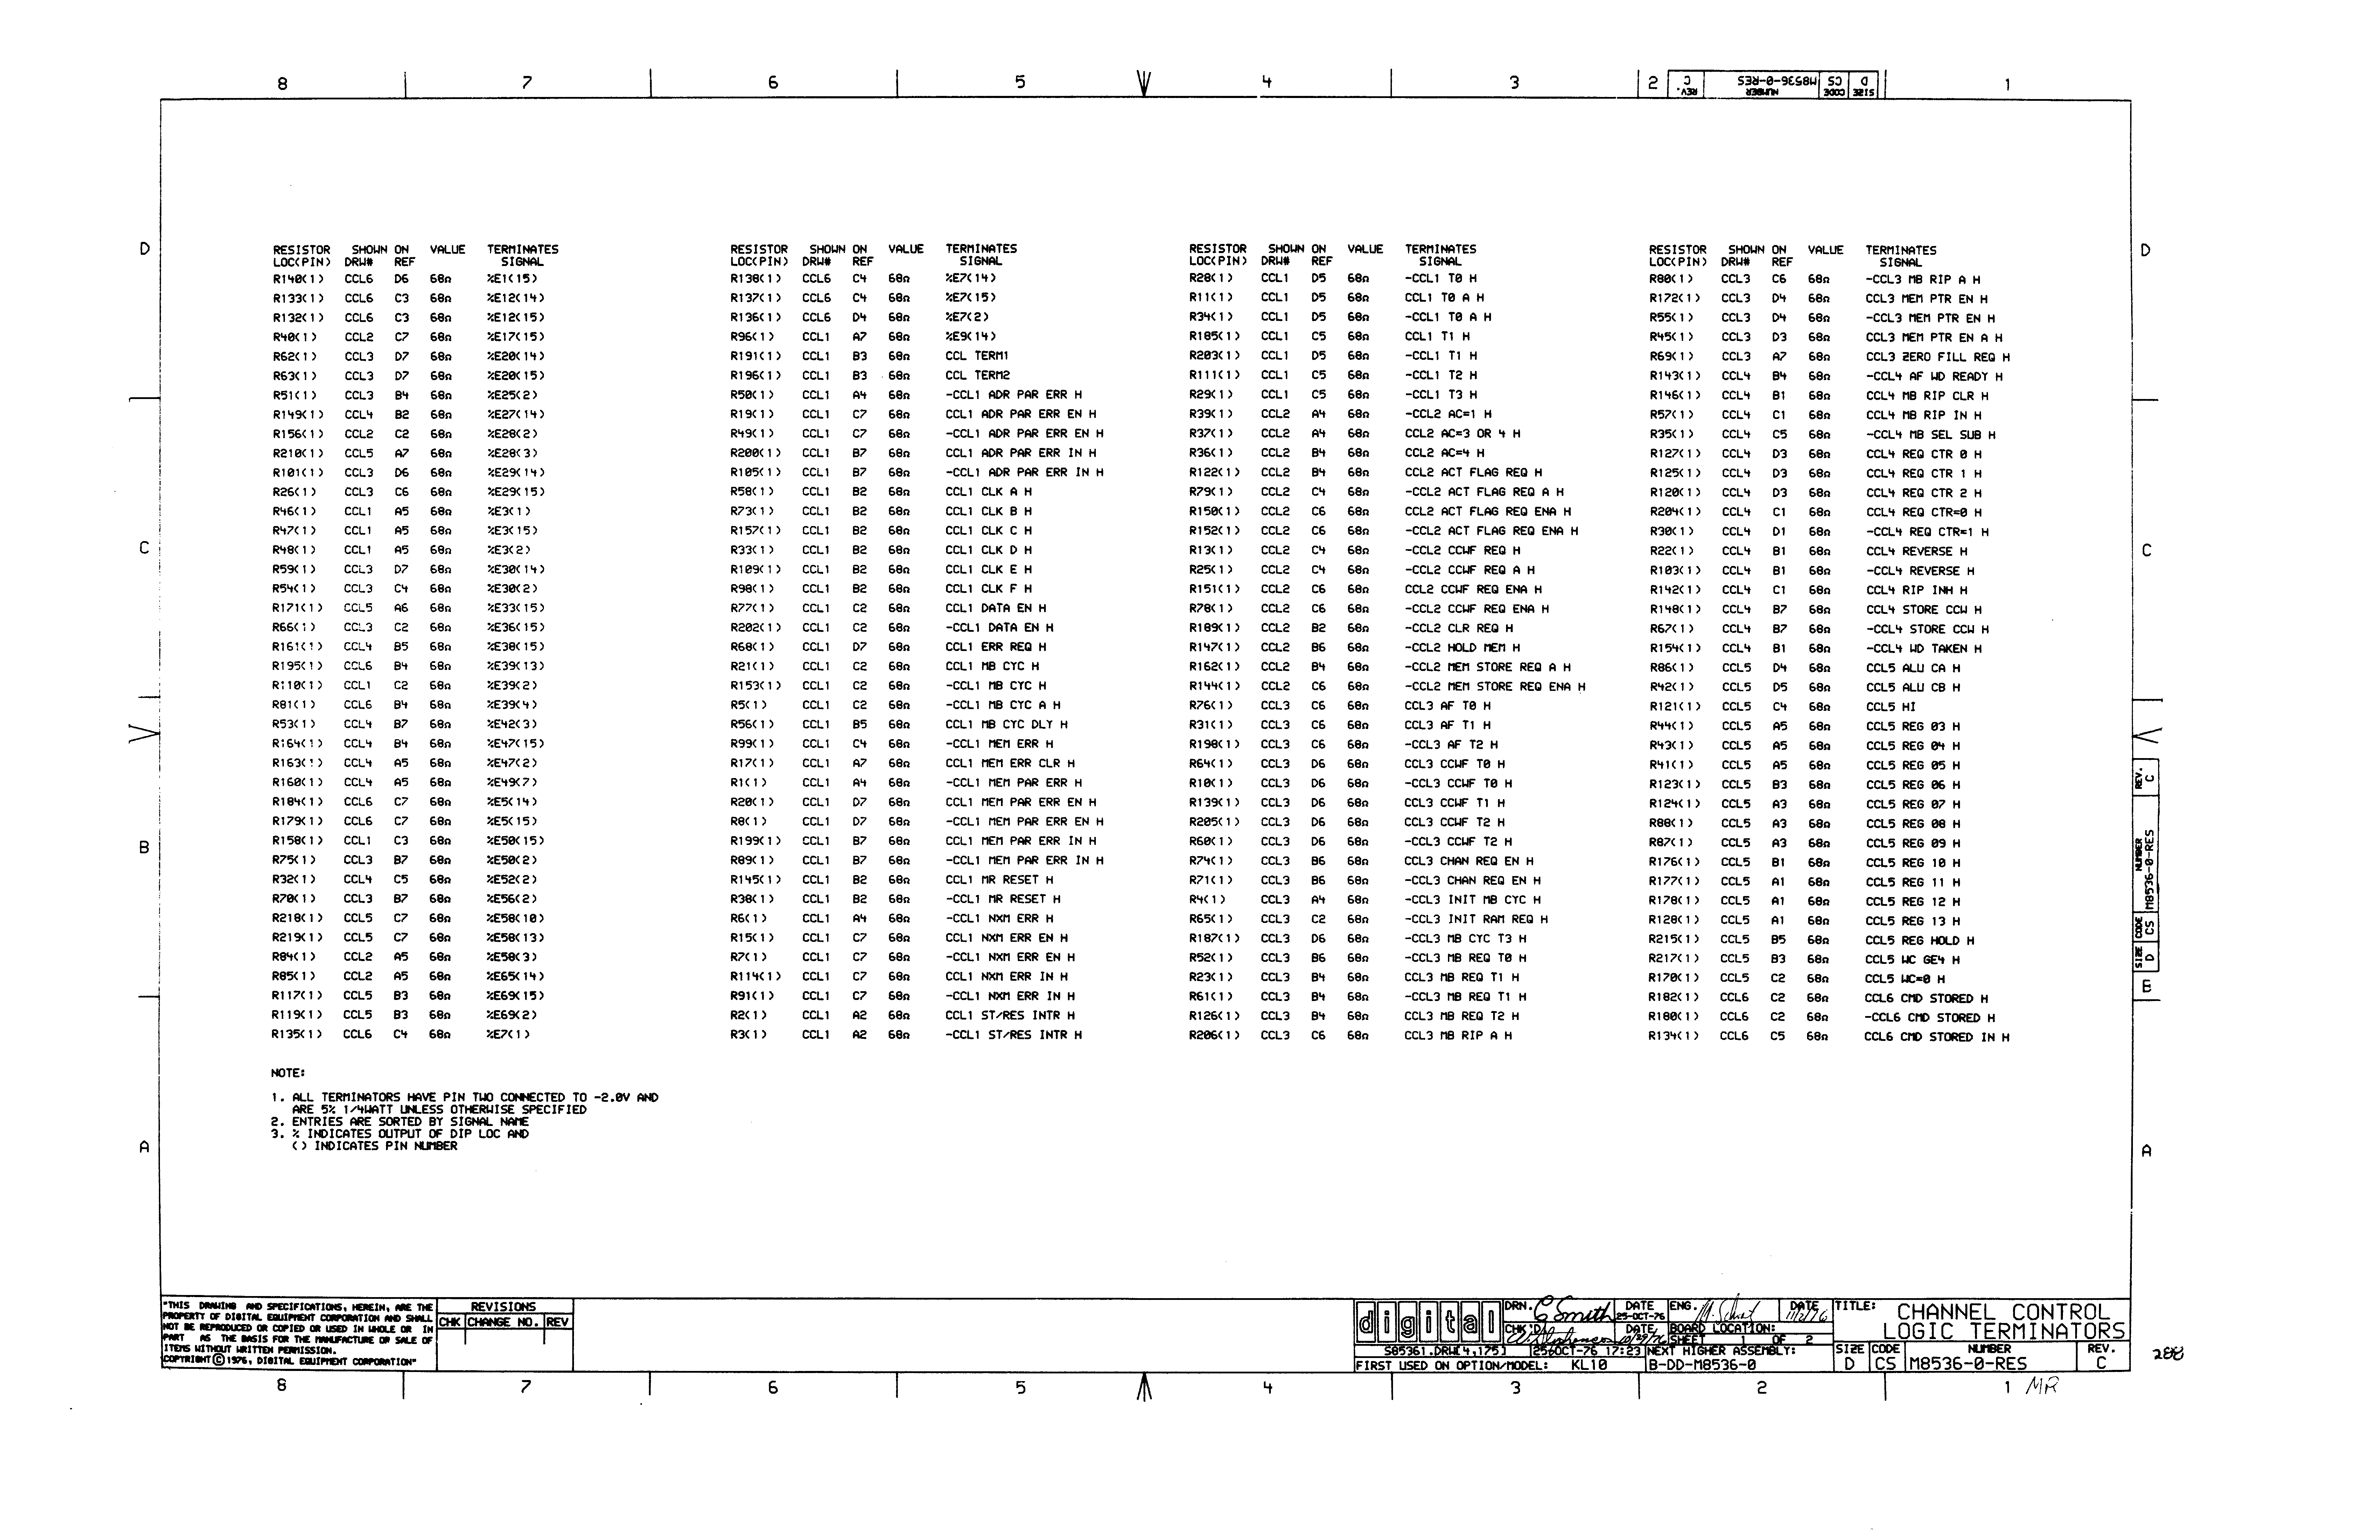 8 7 6 5 4 3 2 1
REV. C NUMBER M8536-0-RES CODE CS SIZE D
RESISTOR SHOWN ON VALUE TERMINATES
LOC(PIN) DRW# REF SIGNAL
R140(1) CCL6 D6 68Ω %E1(15)
R133(1) CCL6 C3 68Ω %E12(14)
R132(1) CCL6 C3 68Ω %E12(15)
R40(1) CCL2 C7 68Ω %E17(15)
R62(1) CCL3 D7 68Ω %E20(14)
R63(1) CCL3 D7 68Ω %E20(15)
R51(1) CCL3 B4 68Ω %E25(2)
R149(1) CCL4 B2 68Ω %E27(14)
R156(1) CCL2 C2 68Ω %E28(2)
R210(1) CCL5 A7 68Ω %E28(3)
R101(1) CCL3 D6 68Ω %E29(14)
R26(1) CCL3 C6 68Ω %E29(15)
R46(1) CCL1 A5 68Ω %E3(1)
R47(1) CCL1 A5 68Ω %E3(15)
R48(1) CCL1 A5 68Ω %E3(2)
R59(1) CCL3 D7 68Ω %E30(14)
R54(1) CCL3 C4 68Ω %E30(2)
R171(1) CCL5 A6 68Ω %E33(15)
R66(1) CCL3 C2 68Ω %E36(15)
R161(1) CCL4 B5 68Ω %E38(15)
R195(1) CCL6 B4 68Ω %E39(13)
R110(1) CCL1 C2 68Ω %E39(2)
R81(1) CCL6 B4 68Ω %E39(4)
R53(1) CCL4 B7 68Ω %E42(3)
R164(1) CCL4 B4 68Ω %E47(15)
R163(1) CCL4 A5 68Ω %E47(2)
R160(1) CCL4 A5 68Ω %E49(7)
R184(1) CCL6 C7 68Ω %E5(14)
R179(1) CCL6 C7 68Ω %E5(15)
R158(1) CCL1 C3 68Ω %E50(15)
R75(1) CCL3 B7 68Ω %E50(2)
R32(1) CCL4 C5 68Ω %E52(2)
R70(1) CCL3 B7 68Ω %E56(2)
R218(1) CCL5 C7 68Ω %E58(10)
R219(1) CCL5 C7 68Ω %E58(13)
R84(1) CCL2 A5 68Ω %E58(3)
R85(1) CCL2 A5 68Ω %E65(14)
R117(1) CCL5 B3 68Ω %E69(15)
R119(1) CCL5 B3 68Ω %E69(2)
R135(1) CCL6 C4 68Ω %E7(1)
RESISTOR SHOWN ON VALUE TERMINATES
LOC(PIN) DRW# REF SIGNAL
R138(1) CCL6 C4 68Ω %E7(14)
R137(1) CCL6 C4 68Ω %E7(15)
R136(1) CCL6 D4 68Ω %E7(2)
R96(1) CCL1 A7 68Ω %E9(14)
R191(1) CCL1 B3 68Ω CCL TERM1
R196(1) CCL1 B3 68Ω CCL TERM2
R50(1) CCL1 A4 68Ω -CCL1 ADR PAR ERR H
R19(1) CCL1 C7 68Ω CCL1 ADR PAR ERR EN H
R49(1) CCL1 C7 68Ω -CCL1 ADR PAR ERR EN H
R200(1) CCL1 B7 68Ω CCL1 ADR PAR ERR IN H
R105(1) CCL1 B7 68Ω -CCL1 ADR PAR ERR IN H
R58(1) CCL1 B2 68Ω CCL1 CLK A H
R73(1) CCL1 B2 68Ω CCL1 CLK B H
R157(1) CCL1 B2 68Ω CCL1 CLK C H
R33(1) CCL1 B2 68Ω CCL1 CLK D H
R109(1) CCL1 B2 68Ω CCL1 CLK E H
R98(1) CCL1 B2 68Ω CCL1 CLK F H
R77(1) CCL1 C2 68Ω CCL1 DATA EN H
R202(1) CCL1 C2 68Ω -CCL1 DATA EN H
R68(1) CCL1 D7 68Ω CCL1 ERR REQ H
R21(1) CCL1 C2 68Ω CCL1 MB CYC H
R153(1) CCL1 C2 68Ω -CCL1 MB CYC H
R5(1) CCL1 C2 68Ω -CCL1 MB CYC A H
R56(1) CCL1 B5 68Ω CCL1 MB CYC DLY H
R99(1) CCL1 C4 68Ω -CCL1 MEM ERR H
R17(1) CCL1 A7 68Ω CCL1 MEM ERR CLR H
R1(1) CCL1 A4 68Ω -CCL1 MEM PAR ERR H
R20(1) CCL1 D7 68Ω CCL1 MEM PAR ERR EN H
R8(1) CCL1 D7 68Ω -CCL1 MEM PAR ERR EN H
R199(1) CCL1 B7 68Ω CCL1 MEM PAR ERR IN H
R89(1) CCL1 B7 68Ω -CCL1 MEM PAR ERR IN H
R145(1) CCL1 B2 68Ω CCL1 MR RESET H
R38(1) CCL1 B2 68Ω -CCL1 MR RESET H
R6(1) CCL1 A4 68Ω -CCL1 NXM ERR H
R15(1) CCL1 C7 68Ω CCL1 NXM ERR EN H
R7(1) CCL1 C7 68Ω -CCL1 NXM ERR EN H
R114(1) CCL1 C7 68Ω CCL1 NXM ERR IN H
R91(1) CCL1 C7 68Ω -CCL1 NXM ERR IN H
R2(1) CCL1 A2 68Ω CCL1 ST/RES INTR H
R3(1) CCL1 A2 68Ω -CCL1 ST/RES INTR H
RESISTOR SHOWN ON VALUE TERMINATES
LOC(PIN) DRW# REF SIGNAL
R28(1) CCL1 D5 68Ω -CCL1 T0 H
R11(1) CCL1 D5 68Ω CCL1 T0 A H
R34(1) CCL1 D5 68Ω -CCL1 T0 A H
R185(1) CCL1 C5 68Ω CCL1 T1 H
R203(1) CCL1 D5 68Ω -CCL1 T1 H
R111(1) CCL1 C5 68Ω -CCL1 T2 H
R29(1) CCL1 C5 68Ω -CCL1 T3 H
R39(1) CCL2 A4 68Ω -CCL2 AC=1 H
R37(1) CCL2 A4 68Ω CCL2 AC=3 OR 4 H
R36(1) CCL2 B4 68Ω CCL2 AC=4 H
R122(1) CCL2 B4 68Ω CCL2 ACT FLAG REQ H
R79(1) CCL2 C4 68Ω -CCL2 ACT FLAG REQ A H
R150(1) CCL2 C6 68Ω CCL2 ACT FLAG REQ ENA H
R152(1) CCL2 C6 68Ω -CCL2 ACT FLAG REQ ENA H
R13(1) CCL2 C4 68Ω -CCL2 CCWF REQ H
R25(1) CCL2 C4 68Ω -CCL2 CCWF REQ A H
R151(1) CCL2 C6 68Ω CCL2 CCWF REQ ENA H
R78(1) CCL2 C6 68Ω -CCL2 CCWF REQ ENA H
R189(1) CCL2 B2 68Ω -CCL2 CLR REQ H
R147(1) CCL2 B6 68Ω -CCL2 HOLD MEM H
R162(1) CCL2 B4 68Ω -CCL2 MEM STORE REQ A H
R144(1) CCL2 C6 68Ω -CCL2 MEM STORE REQ ENA H
R76(1) CCL3 C6 68Ω CCL3 AF T0 H
R31(1) CCL3 C6 68Ω CCL3 AF T1 H
R198(1) CCL3 C6 68Ω -CCL3 AF T2 H
R64(1) CCL3 D6 68Ω CCL3 CCWF T0 H
R10(1) CCL3 D6 68Ω -CCL3 CCWF T0 H
R139(1) CCL3 D6 68Ω CCL3 CCWF T1 H
R205(1) CCL3 D6 68Ω CCL3 CCWF T2 H
R60(1) CCL3 D6 68Ω -CCL3 CCWF T2 H
R74(1) CCL3 B6 68Ω CCL3 CHAN REQ EN H
R71(1) CCL3 B6 68Ω -CCL3 CHAN REQ EN H
R4(1) CCL3 A4 68Ω -CCL3 INIT MB CYC H
R65(1) CCL3 C2 68Ω -CCL3 INIT RAM REQ H
R187(1) CCL3 D6 68Ω -CCL3 MB CYC T3 H
R52(1) CCL3 B6 68Ω -CCL3 MB REQ T0 H
R23(1) CCL3 B4 68Ω CCL3 MB REQ T1 H
R61(1) CCL3 B4 68Ω -CCL3 MB REQ T1 H
R126(1) CCL3 B4 68Ω CCL3 MB REQ T2 H
R206(1) CCL3 C6 68Ω CCL3 MB RIP A H
RESISTOR SHOWN ON VALUE TERMINATES
LOC(PIN) DRW# REF SIGNAL
R80(1) CCL3 C6 68Ω -CCL3 MB RIP A H
R172(1) CCL3 D4 68Ω CCL3 MEM PTR EN H
R55(1) CCL3 D4 68Ω -CCL3 MEM PTR EN H
R45(1) CCL3 D3 68Ω CCL3 MEM PTR EN A H
R69(1) CCL3 A7 68Ω CCL3 ZERO FILL REQ H
R143(1) CCL4 B4 68Ω -CCL4 AF WD READY H
R146(1) CCL4 B1 68Ω CCL4 MB RIP CLR H
R57(1) CCL4 C1 68Ω CCL4 MB RIP IN H
R35(1) CCL4 C5 68Ω -CCL4 MB SEL SUB H
R127(1) CCL4 D3 68Ω CCL4 REQ CTR 0 H
R125(1) CCL4 D3 68Ω CCL4 REQ CTR 1 H
R120(1) CCL4 D3 68Ω CCL4 REQ CTR 2 H
R204(1) CCL4 C1 68Ω CCL4 REQ CTR=0 H
R30(1) CCL4 D1 68Ω -CCL4 REQ CTR=1 H
R22(1) CCL4 B1 68Ω CCL4 REVERSE H
R103(1) CCL4 B1 68Ω -CCL4 REVERSE H
R142(1) CCL4 C1 68Ω CCL4 RIP INH H
R148(1) CCL4 B7 68Ω CCL4 STORE CCW H
R67(1) CCL4 B7 68Ω -CCL4 STORE CCW H
R154(1) CCL4 B1 68Ω -CCL4 WD TAKEN H
R86(1) CCL5 D4 68Ω CCL5 ALU CA H
R42(1) CCL5 D5 68Ω CCL5 ALU CB H
R121(1) CCL5 C4 68Ω CCL5 HI
R44(1) CCL5 A5 68Ω CCL5 REG 03 H
R43(1) CCL5 A5 68Ω CCL5 REG 04 H
R41(1) CCL5 A5 68Ω CCL5 REG 05 H
R123(1) CCL5 B3 68Ω CCL5 REG 06 H
R124(1) CCL5 A3 68Ω CCL5 REG 07 H
R88(1) CCL5 A3 68Ω CCL5 REG 08 H
R87(1) CCL5 A3 68Ω CCL5 REG 09 H
R176(1) CCL5 B1 68Ω CCL5 REG 10 H
R177(1) CCL5 A1 68Ω CCL5 REG 11 H
R178(1) CCL5 A1 68Ω CCL5 REG 12 H
R128(1) CCL5 A1 68Ω CCL5 REG 13 H
R215(1) CCL5 B5 68Ω CCL5 REG HOLD H
R217(1) CCL5 B3 68Ω CCL5 WC GE4 H
R170(1) CCL5 C2 68Ω CCL5 WC=0 H
R182(1) CCL6 C2 68Ω CCL6 CMD STORED H
R180(1) CCL6 C2 68Ω -CCL6 CMD STORED H
R134(1) CCL6 C5 68Ω CCL6 CMD STORED IN H
NOTE:
1. ALL TERMINATORS HAVE PIN TWO CONNECTED TO -2.0V AND
ARE 5% 1/4WATT UNLESS OTHERWISE SPECIFIED
2. ENTRIES ARE SORTED BY SIGNAL NAME
3. % INDICATES OUTPUT OF DIP LOC AND
() INDICATES PIN NUMBER
D
C
B
A
D
C
B
A
SIZE D CODE CS NUMBER M8536-0-RES REV. C
"THIS DRAWING AND SPECIFICATIONS, HEREIN, ARE THE
PROPERTY OF DIGITAL EQUIPMENT CORPORATION AND SHALL
NOT BE REPRODUCED OR COPIED OR USED IN WHOLE OR IN
PART AS THE BASIS FOR THE MANUFACTURE OR SALE OF
ITEMS WITHOUT WRITTEN PERMISSION.
COPYRIGHT © 1976, DIGITAL EQUIPMENT CORPORATION"
REVISIONS
CHK CHANGE NO. REV
digital
DRN. C Smith DATE 25-OCT-76 ENG. DATE 11/2/76
CHK'D DATE 10/29/76 BOARD LOCATION:
SHEET 1 OF 2
S85361.DRW[4,175] 25-OCT-76 17:23 NEXT HIGHER ASSEMBLY:
FIRST USED ON OPTION/MODEL: KL10 B-DD-M8536-0
TITLE: CHANNEL CONTROL
LOGIC TERMINATORS
SIZE CODE NUMBER REV.
D CS M8536-0-RES C
288
8 7 6 5 4 3 2 1 MR